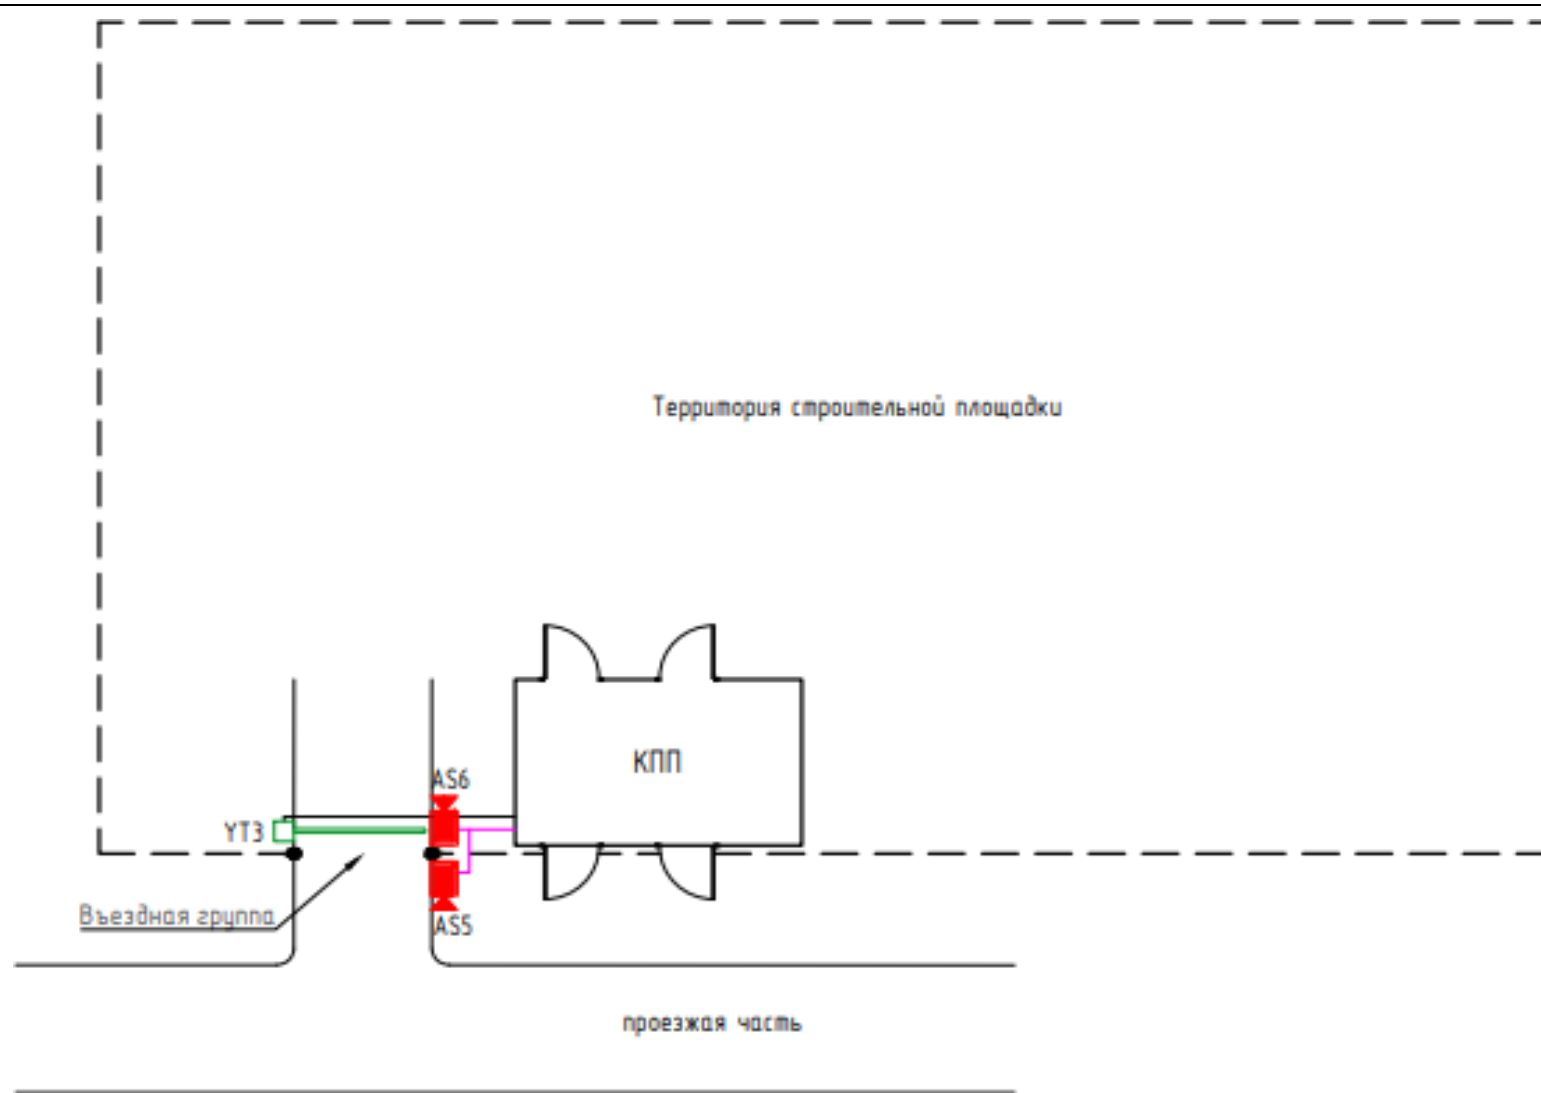 Территория строительной площадки
КПП
AS6
YT3
Въездная группа
AS5
проезжая часть